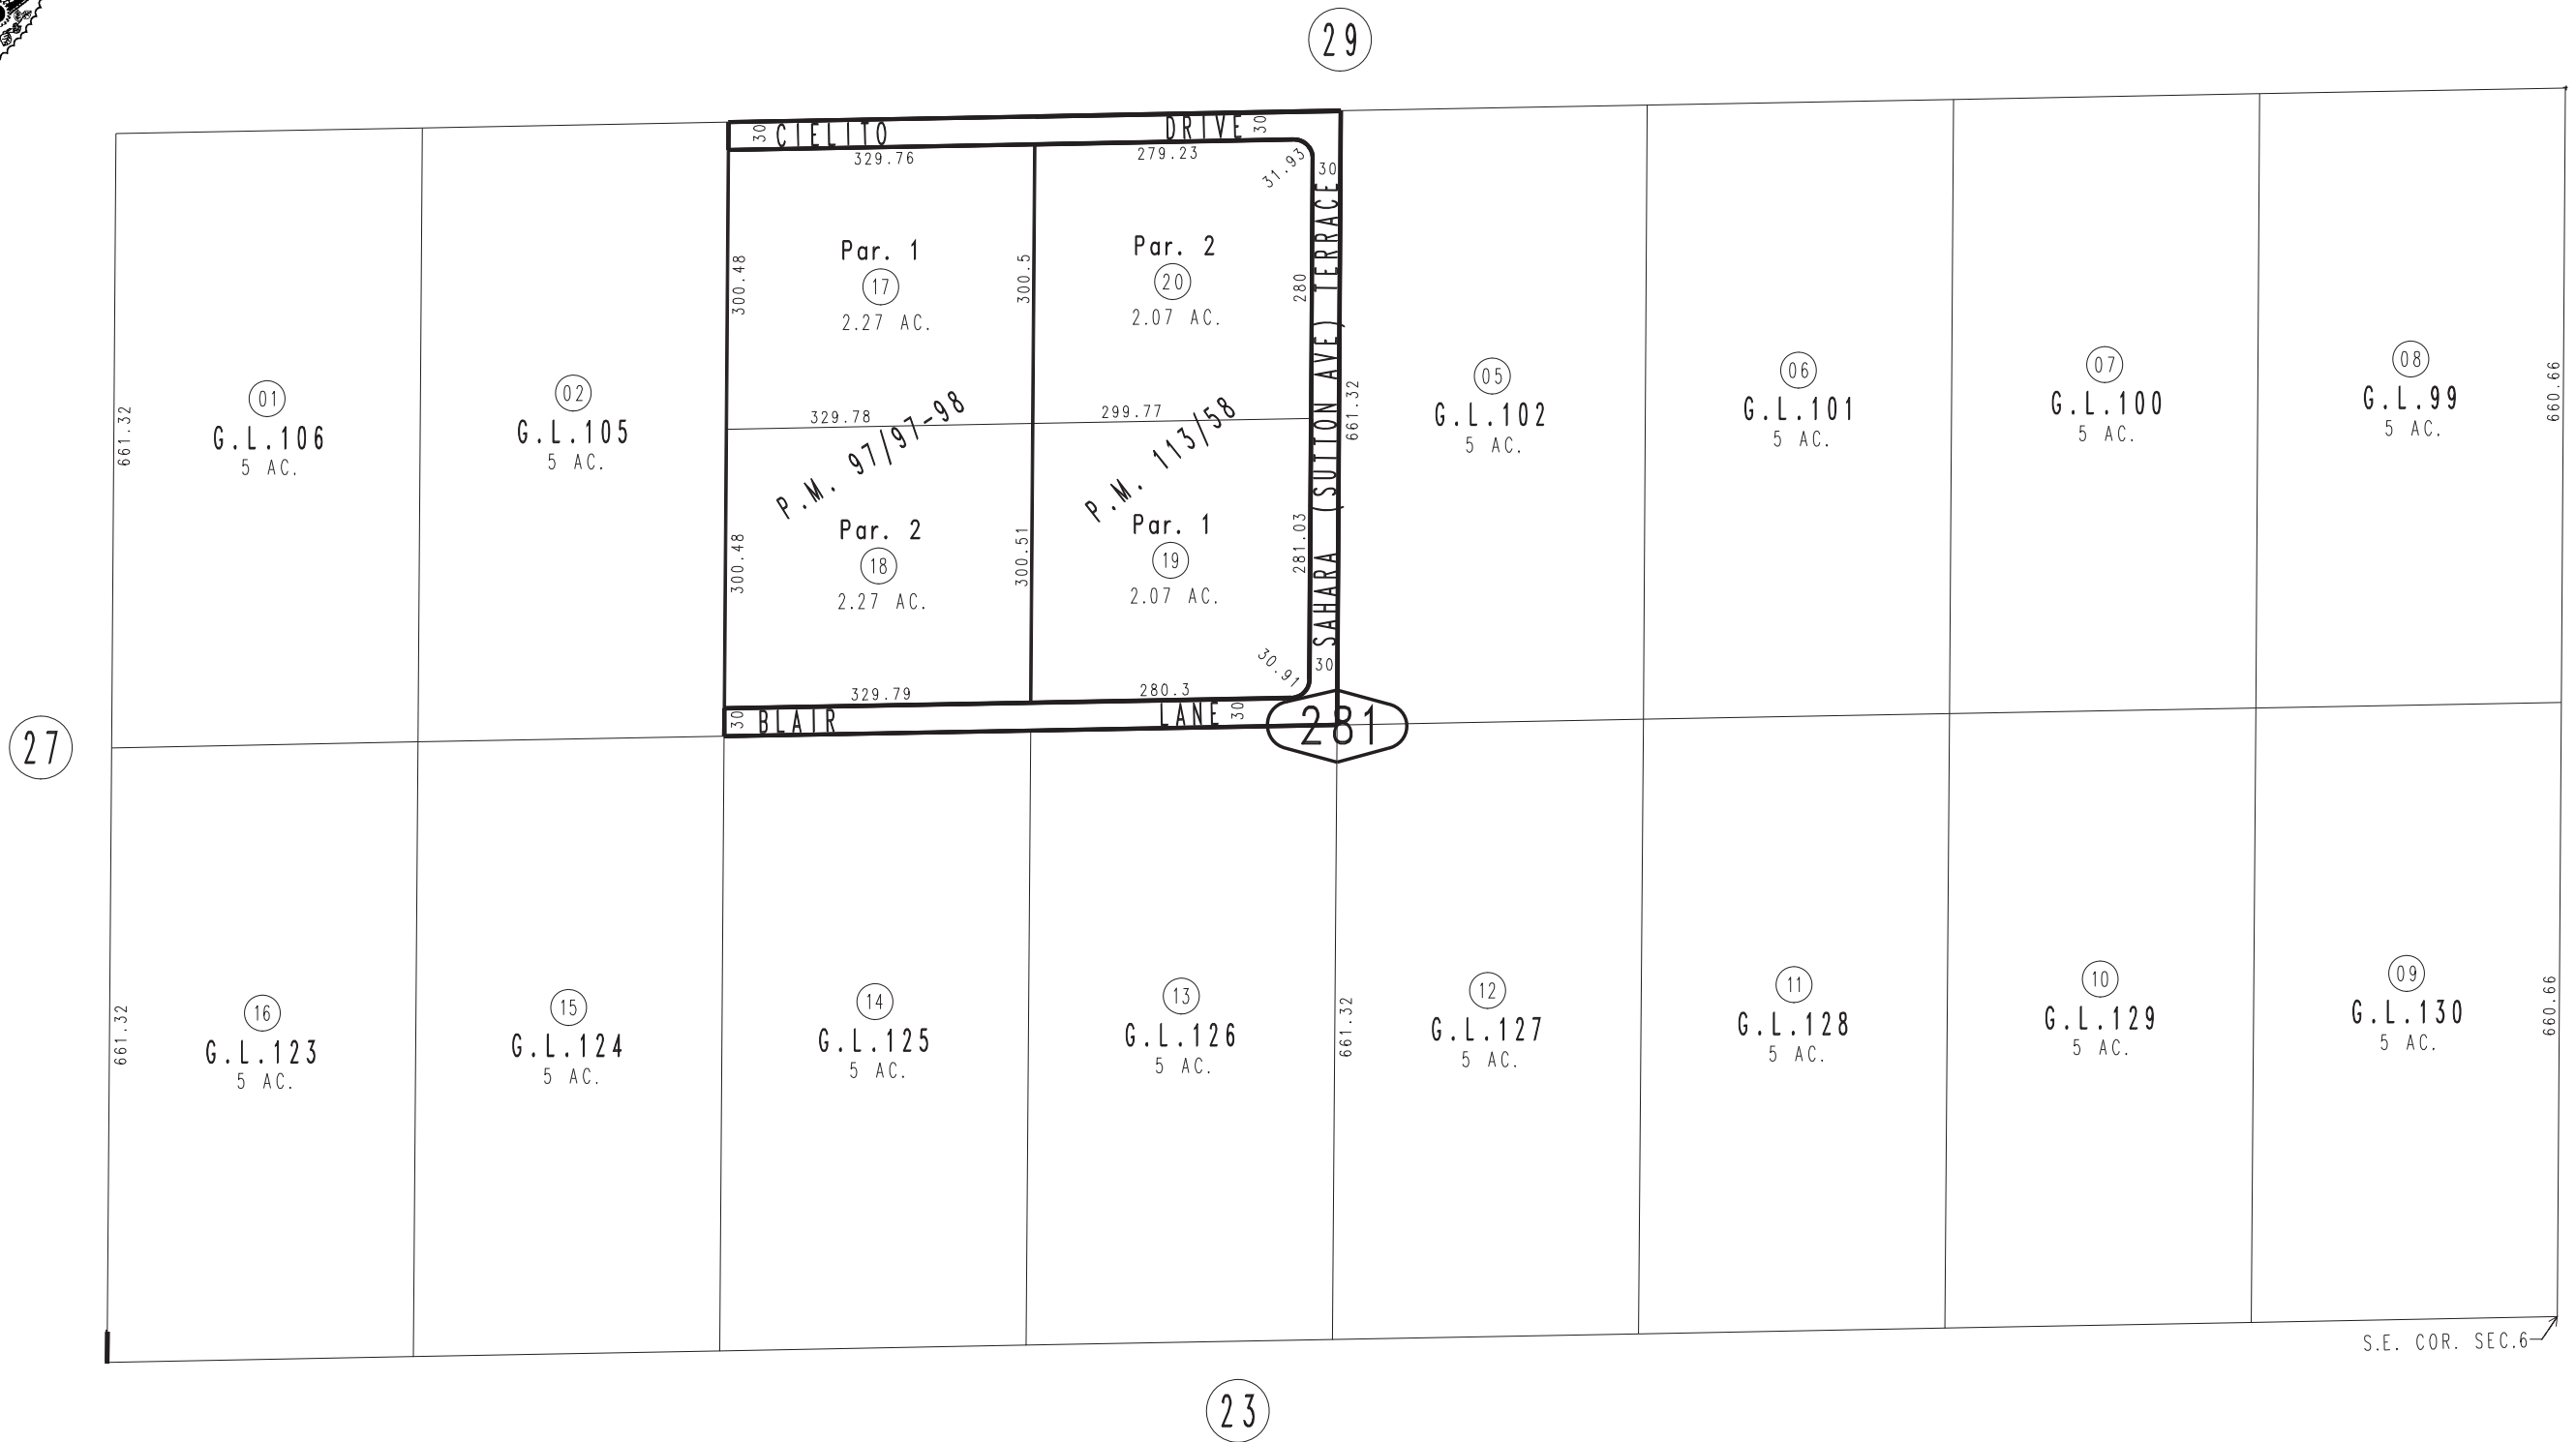 29
30 CIELITO DRIVE 30
329.76
279.23
31.93
30
SAHARA (SUTTON AVE) TERRACE
30
Par. 1
17
2.27 AC.
300.48
300.5
Par. 2
20
2.07 AC.
280
329.78
299.77
P.M. 97/97-98
P.M. 113/58
Par. 2
18
2.27 AC.
300.48
300.51
Par. 1
19
2.07 AC.
281.03
30.91
329.79
280.3
30 BLAIR LANE 30
281
661.32
01
G.L.106
5 AC.
02
G.L.105
5 AC.
661.32
05
G.L.102
5 AC.
06
G.L.101
5 AC.
07
G.L.100
5 AC.
08
G.L.99
5 AC.
660.66
27
661.32
16
G.L.123
5 AC.
15
G.L.124
5 AC.
14
G.L.125
5 AC.
13
G.L.126
5 AC.
661.32
12
G.L.127
5 AC.
11
G.L.128
5 AC.
10
G.L.129
5 AC.
09
G.L.130
5 AC.
660.66
S.E. COR. SEC.6
23